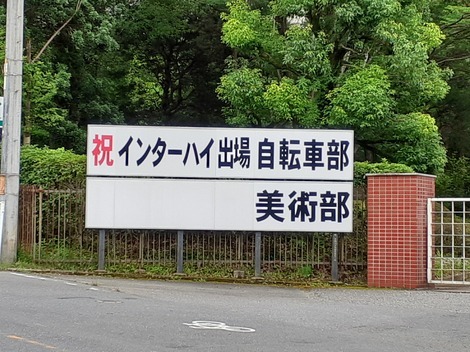 祝 インターハイ出場 自転車部
美術部